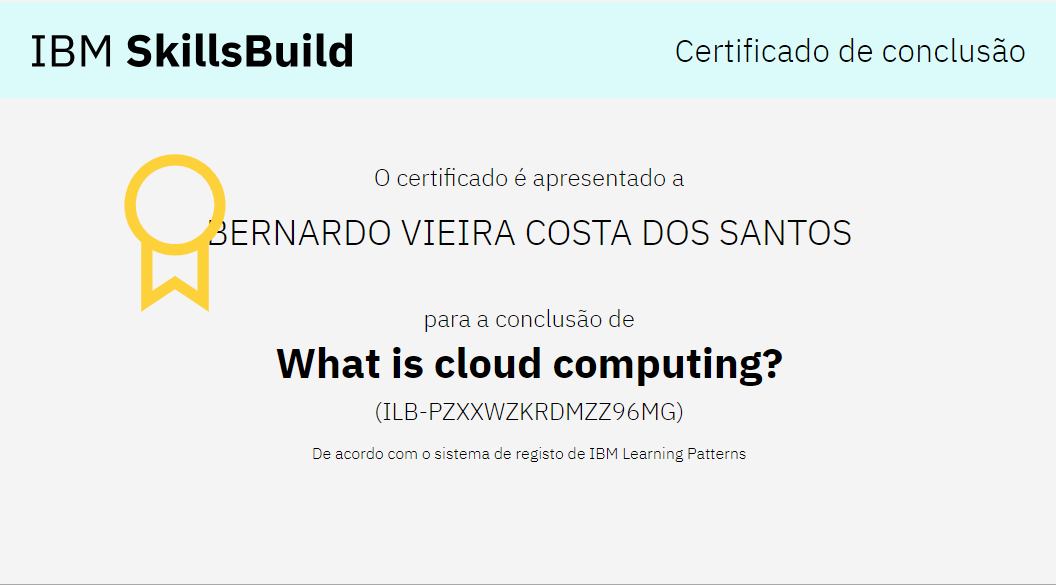 IBM SkillsBuild
Certificado de conclusão
O certificado é apresentado a
BERNARDO VIEIRA COSTA DOS SANTOS
para a conclusão de
What is cloud computing?
(ILB-PZXXWZKRDMZZ96MG)
De acordo com o sistema de registo de IBM Learning Patterns